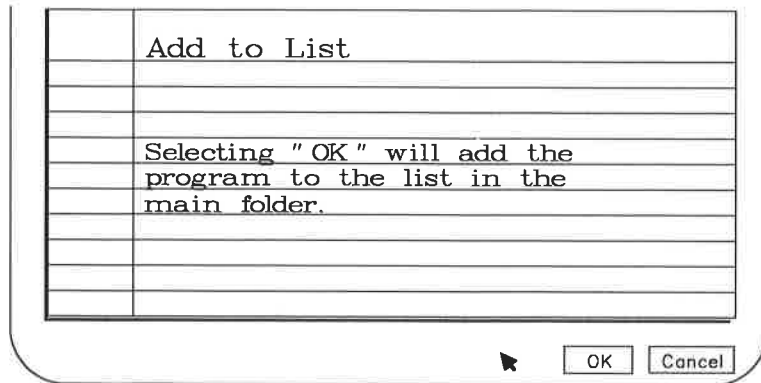 Add to List
Selecting "OK" will add the
program to the list in the
main folder.
OK Cancel